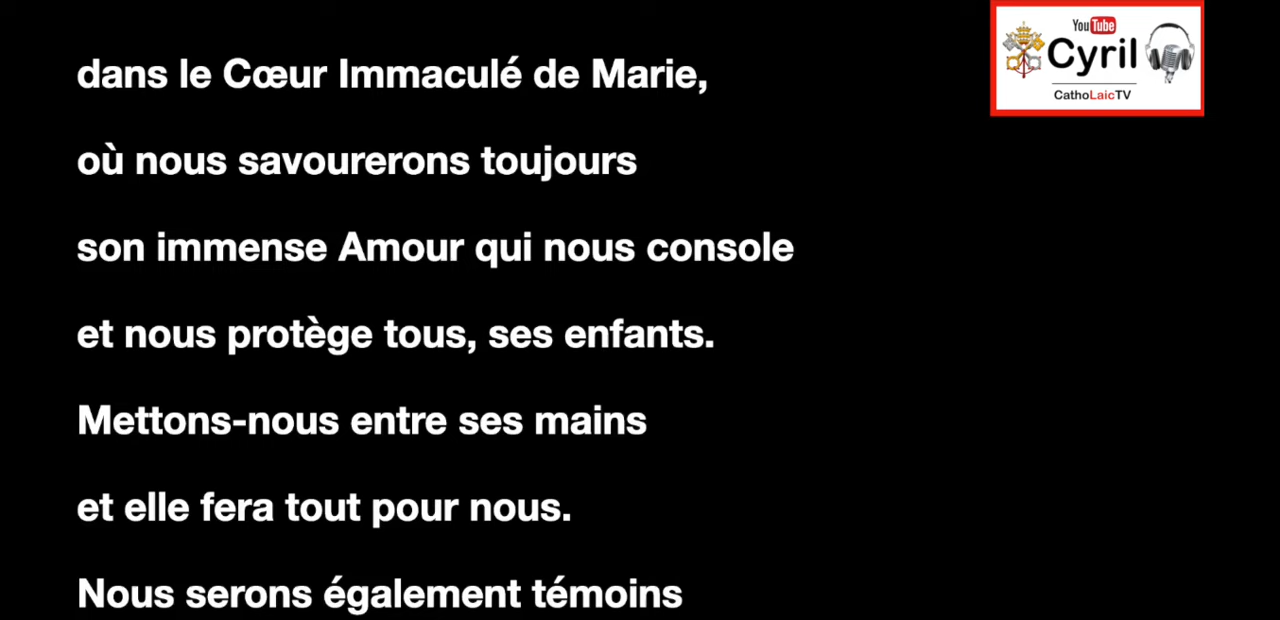 dans le Cœur Immaculé de Marie,
où nous savourerons toujours
son immense Amour qui nous console
et nous protège tous, ses enfants.
Mettons-nous entre ses mains
et elle fera tout pour nous.
Nous serons également témoins
YouTube
Cyril
CathoLaicTV